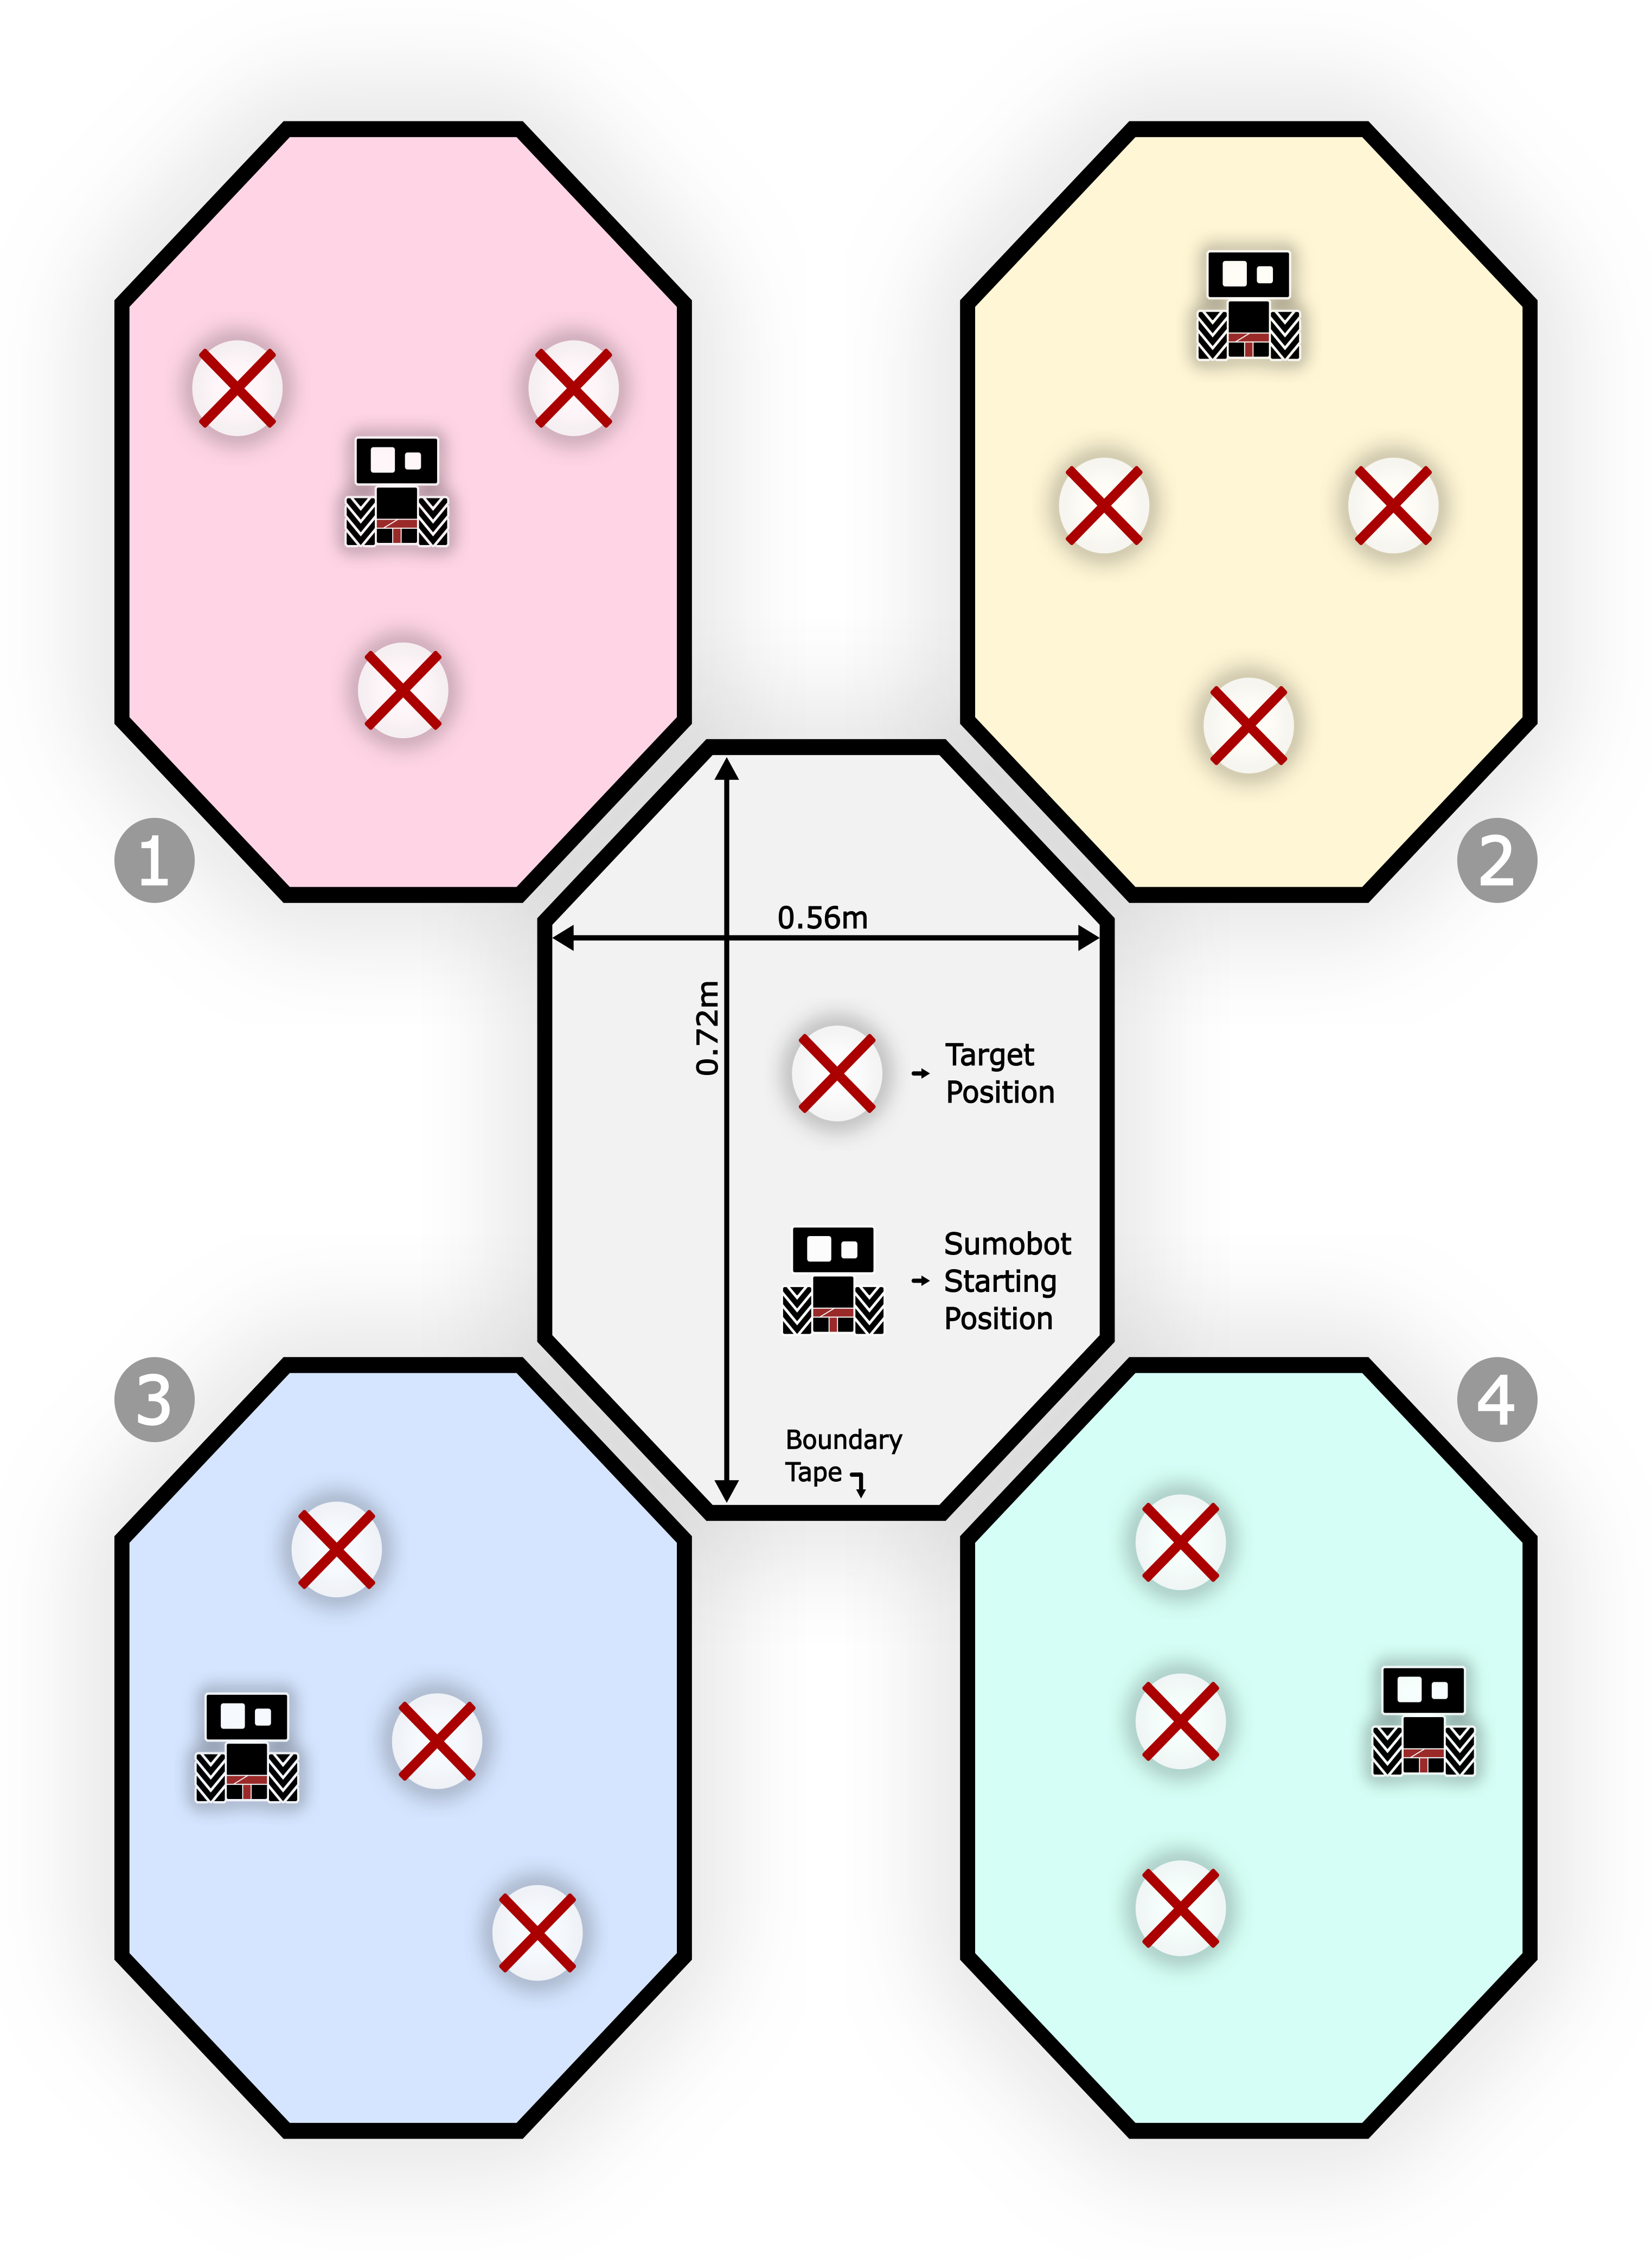 1
2
0.56m
0.72m
Target
Position
Sumobot
Starting
Position
Boundary
Tape
3
4